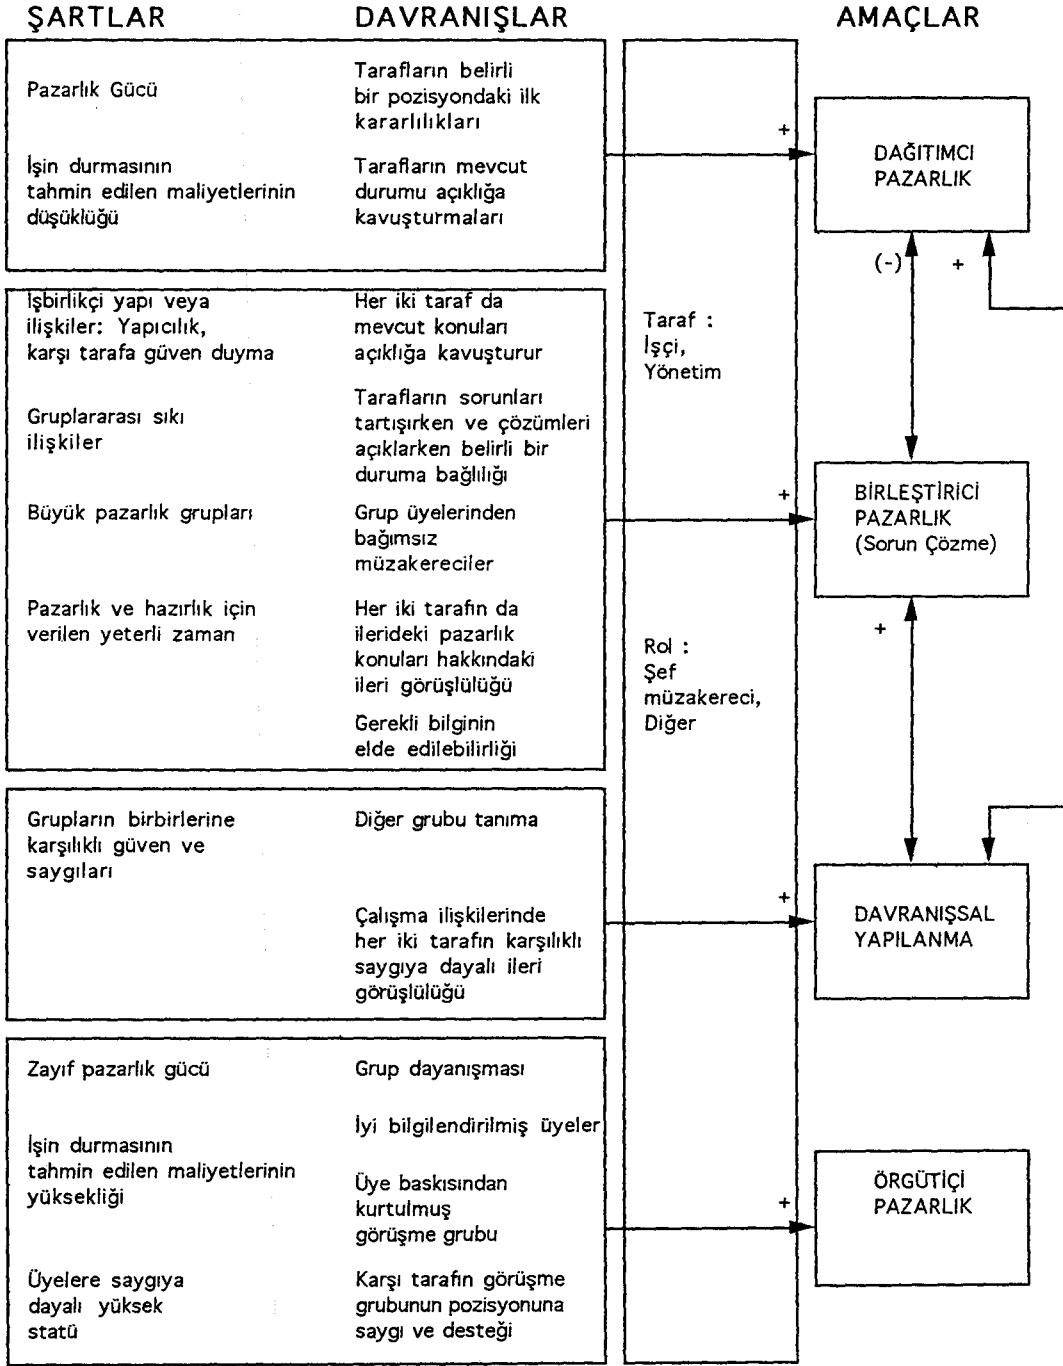 ŞARTLAR
DAVRANIŞLAR
AMAÇLAR
Pazarlık Gücü
Tarafların belirli
bir pozisyondaki ilk
kararlılıkları
İşin durmasının
tahmin edilen maliyetlerinin
düşüklüğü
Tarafların mevcut
durumu açıklığa
kavuşturmaları
İşbirlikçi yapı veya
ilişkiler: Yapıcılık,
karşı tarafa güven duyma
Her iki taraf da
mevcut konuları
açıklığa kavuşturur
Gruplararası sıkı
ilişkiler
Tarafların sorunları
tartışırken ve çözümleri
açıklarken belirli bir
duruma bağlılığı
Büyük pazarlık grupları
Grup üyelerinden
bağımsız
müzakereciler
Pazarlık ve hazırlık için
verilen yeterli zaman
Her iki tarafın da
ilerideki pazarlık
konuları hakkındaki
ileri görüşlülüğü
Gerekli bilginin
elde edilebilirliği
Grupların birbirlerine
karşılıklı güven ve
saygıları
Diğer grubu tanıma
Çalışma ilişkilerinde
her iki tarafın karşılıklı
saygıya dayalı ileri
görüşlülüğü
Zayıf pazarlık gücü
Grup dayanışması
İyi bilgilendirilmiş üyeler
İşin durmasının
tahmin edilen maliyetlerinin
yüksekliği
Üye baskısından
kurtulmuş
görüşme grubu
Üyelere saygıya
dayalı yüksek
statü
Karşı tarafın görüşme
grubunun pozisyonuna
saygı ve desteği
Taraf :
İşçi,
Yönetim
Rol :
Şef
müzakereci,
Diğer
+
DAĞITIMCI
PAZARLIK
(-)
+
+
BİRLEŞTİRİCİ
PAZARLIK
(Sorun Çözme)
+
+
DAVRANIŞSAL
YAPILANMA
+
ÖRGÜTİÇİ
PAZARLIK